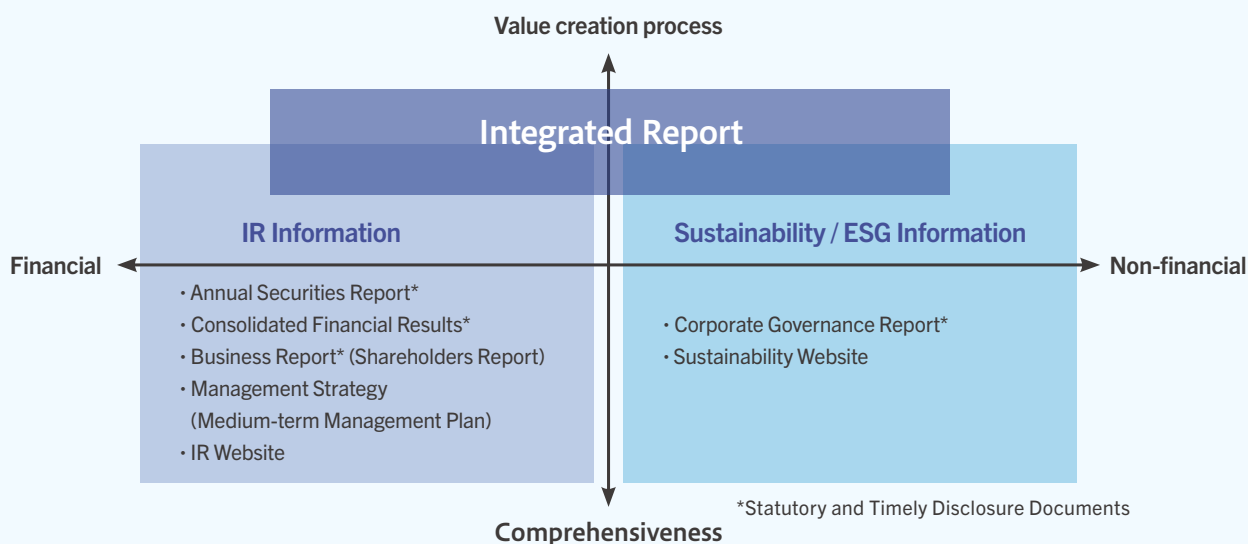 Value creation process
Integrated Report
IR Information
Sustainability / ESG Information
Financial
Non-financial
• Annual Securities Report*
• Consolidated Financial Results*
• Business Report* (Shareholders Report)
• Management Strategy
(Medium-term Management Plan)
• IR Website
• Corporate Governance Report*
• Sustainability Website
*Statutory and Timely Disclosure Documents
Comprehensiveness